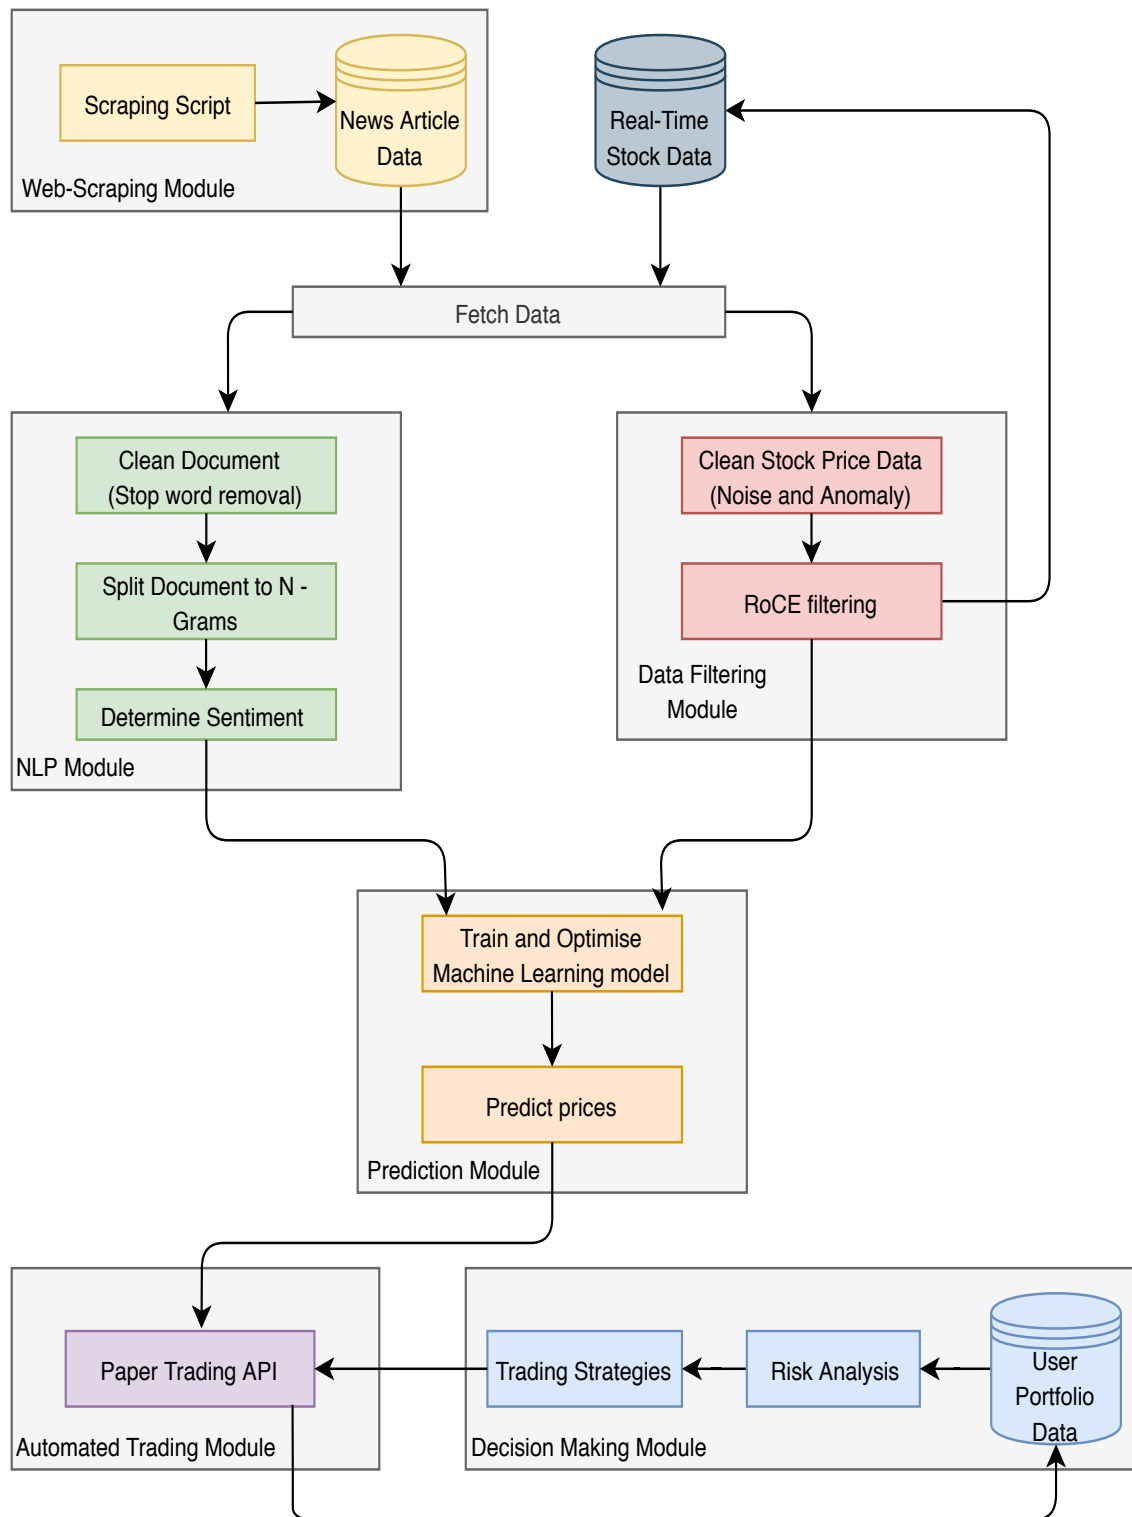 Scraping Script
News Article
Data
Web-Scraping Module
Real-Time
Stock Data
Fetch Data
Clean Document
(Stop word removal)
Split Document to N -
Grams
Determine Sentiment
NLP Module
Clean Stock Price Data
(Noise and Anomaly)
RoCE filtering
Data Filtering
Module
Train and Optimise
Machine Learning model
Predict prices
Prediction Module
Paper Trading API
Automated Trading Module
Trading Strategies
Risk Analysis
User
Portfolio
Data
Decision Making Module